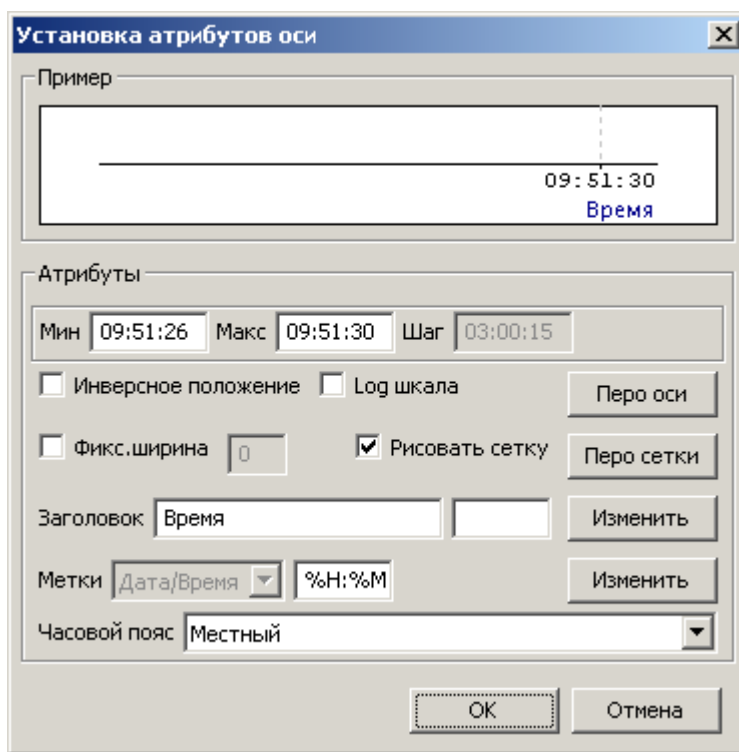 Установка атрибутов оси
Пример
09:51:30
Время
Атрибуты
Мин 09:51:26 Макс 09:51:30 Шаг 03:00:15
Инверсное положение Log шкала Перо оси
Фикс.ширина 0 Рисовать сетку Перо сетки
Заголовок Время Изменить
Метки Дата/Время %H:%M Изменить
Часовой пояс Местный
OK Отмена